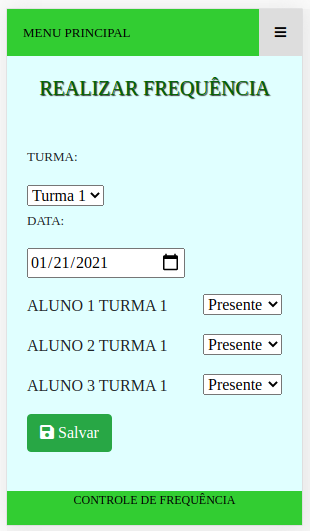 MENU PRINCIPAL
REALIZAR FREQUÊNCIA
TURMA:
Turma 1
DATA:
01/21/2021
ALUNO 1 TURMA 1 Presente
ALUNO 2 TURMA 1 Presente
ALUNO 3 TURMA 1 Presente
Salvar
CONTROLE DE FREQUÊNCIA